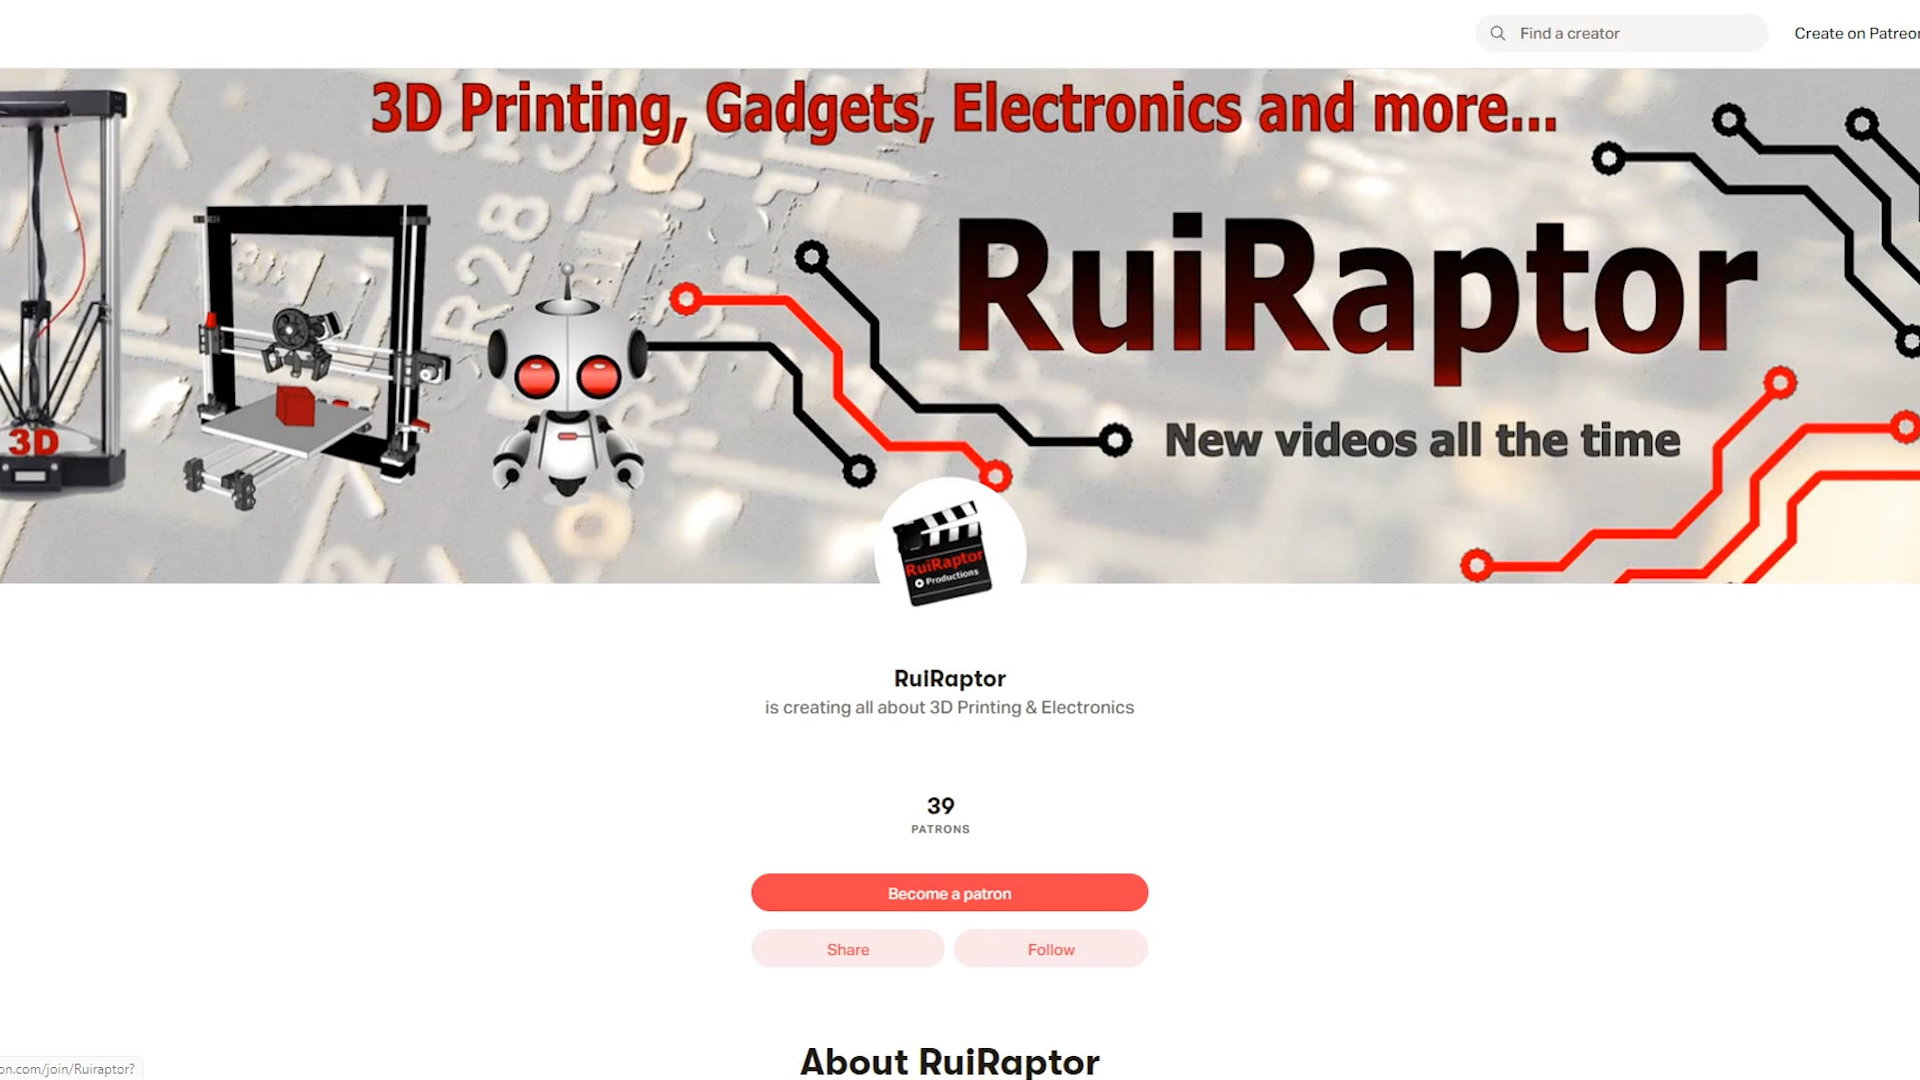 Find a creator
Create on Patreon
3D Printing, Gadgets, Electronics and more...
R28
RuiRaptor
New videos all the time
3D
RuiRaptor
Productions
RuiRaptor
is creating all about 3D Printing & Electronics
39
PATRONS
Become a patron
Share
Follow
About RuiRaptor
on.com/join/Ruiraptor?